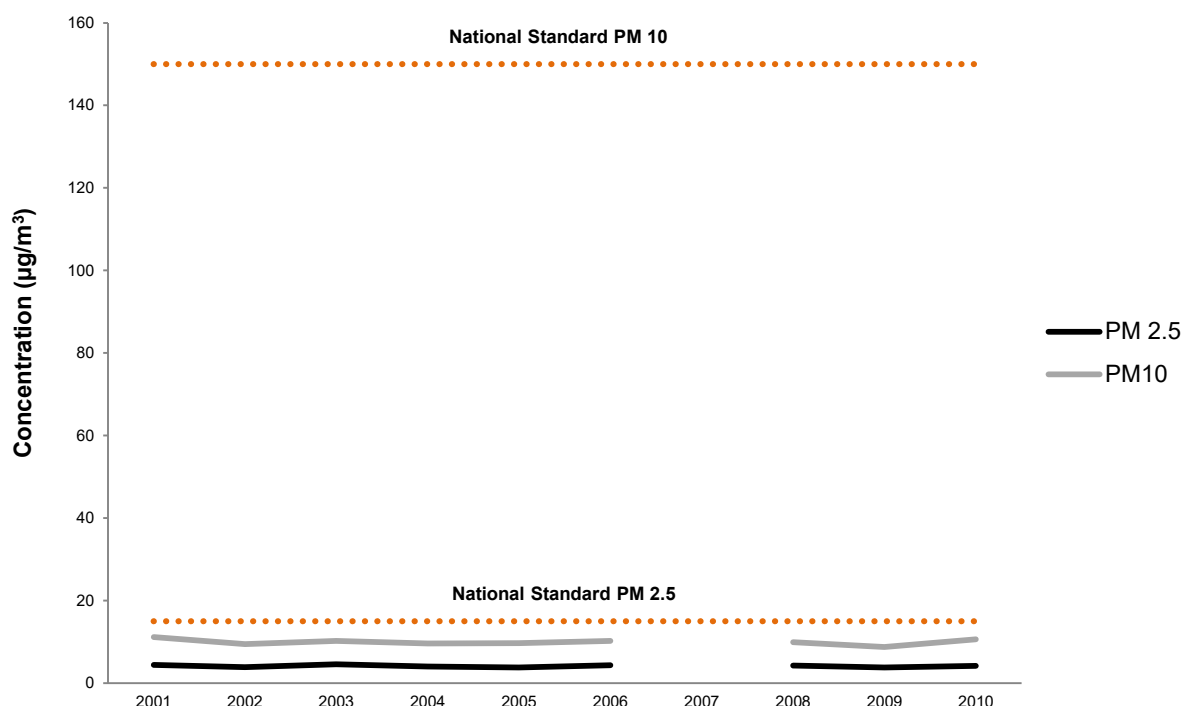 160
National Standard PM 10
140
120
100
80
60
40
National Standard PM 2.5
20
0
Concentration (µg/m³)
2001 2002 2003 2004 2005 2006 2007 2008 2009 2010
PM 2.5
PM10